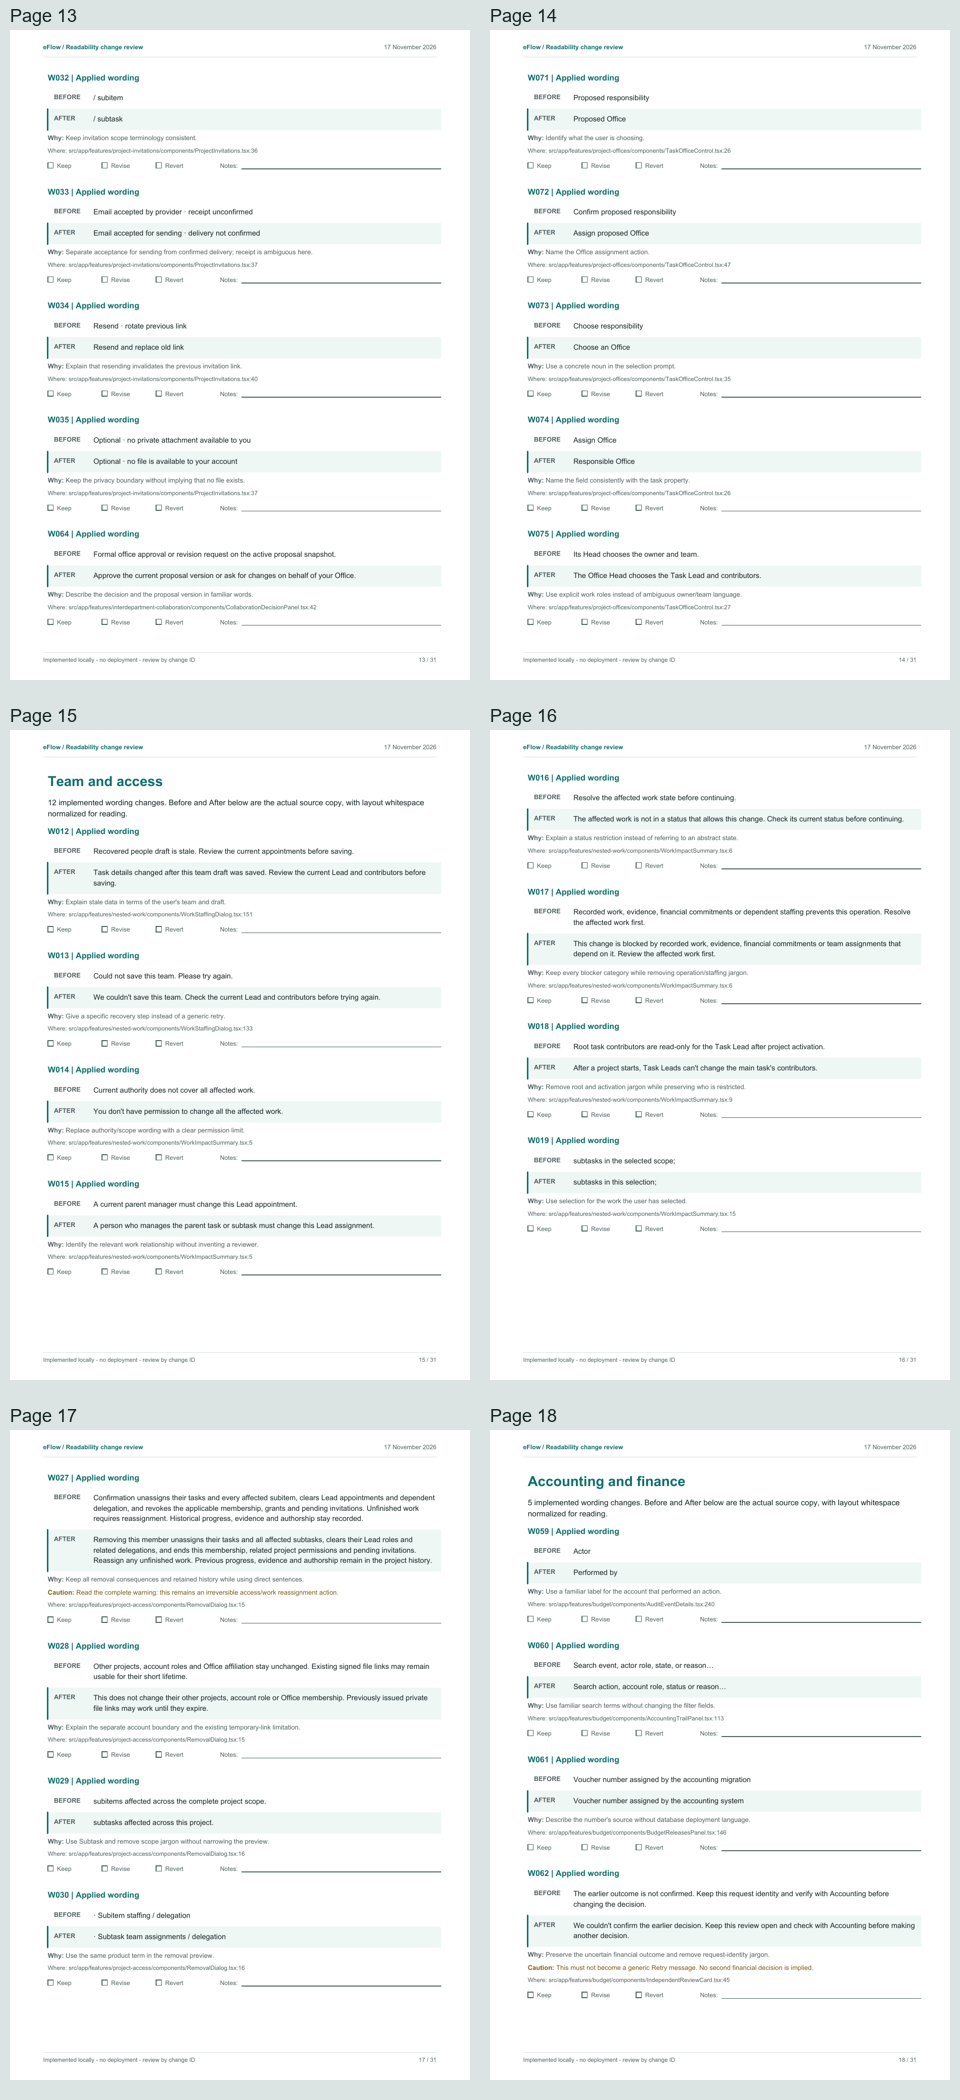 Page 13
eFlow / Readability change review 17 November 2026
W032 | Applied wording
BEFORE / subitem
AFTER / subtask
Why: Keep invitation scope terminology consistent.
Where: src/app/features/project-invitations/components/ProjectInvitations.tsx:36
Keep Revise Revert Notes:
W033 | Applied wording
BEFORE Email accepted by provider · receipt unconfirmed
AFTER Email accepted for sending · delivery not confirmed
Why: Separate acceptance for sending from confirmed delivery; receipt is ambiguous here.
Where: src/app/features/project-invitations/components/ProjectInvitations.tsx:37
Keep Revise Revert Notes:
W034 | Applied wording
BEFORE Resend · rotate previous link
AFTER Resend and replace old link
Why: Explain that resending invalidates the previous invitation link.
Where: src/app/features/project-invitations/components/ProjectInvitations.tsx:40
Keep Revise Revert Notes:
W035 | Applied wording
BEFORE Optional · no private attachment available to you
AFTER Optional · no file is available to your account
Why: Keep the privacy boundary without implying that no file exists.
Where: src/app/features/project-invitations/components/ProjectInvitations.tsx:37
Keep Revise Revert Notes:
W064 | Applied wording
BEFORE Formal office approval or revision request on the active proposal snapshot.
AFTER Approve the current proposal version or ask for changes on behalf of your Office.
Why: Describe the decision and the proposal version in familiar words.
Where: src/app/features/interdepartment-collaboration/components/CollaborationDecisionPanel.tsx:42
Keep Revise Revert Notes:
Implemented locally - no deployment - review by change ID 13 / 31
Page 14
eFlow / Readability change review 17 November 2026
W071 | Applied wording
BEFORE Proposed responsibility
AFTER Proposed Office
Why: Identify what the user is choosing.
Where: src/app/features/project-offices/components/TaskOfficeControl.tsx:26
Keep Revise Revert Notes:
W072 | Applied wording
BEFORE Confirm proposed responsibility
AFTER Assign proposed Office
Why: Name the Office assignment action.
Where: src/app/features/project-offices/components/TaskOfficeControl.tsx:47
Keep Revise Revert Notes:
W073 | Applied wording
BEFORE Choose responsibility
AFTER Choose an Office
Why: Use a concrete noun in the selection prompt.
Where: src/app/features/project-offices/components/TaskOfficeControl.tsx:35
Keep Revise Revert Notes:
W074 | Applied wording
BEFORE Assign Office
AFTER Responsible Office
Why: Name the field consistently with the task property.
Where: src/app/features/project-offices/components/TaskOfficeControl.tsx:26
Keep Revise Revert Notes:
W075 | Applied wording
BEFORE Its Head chooses the owner and team.
AFTER The Office Head chooses the Task Lead and contributors.
Why: Use explicit work roles instead of ambiguous owner/team language.
Where: src/app/features/project-offices/components/TaskOfficeControl.tsx:27
Keep Revise Revert Notes:
Implemented locally - no deployment - review by change ID 14 / 31
Page 15
eFlow / Readability change review 17 November 2026
Team and access
12 implemented wording changes. Before and After below are the actual source copy, with layout whitespace
normalized for reading.
W012 | Applied wording
BEFORE Recovered people draft is stale. Review the current appointments before saving.
AFTER Task details changed after this team draft was saved. Review the current Lead and contributors before
saving.
Why: Explain stale data in terms of the user's team and draft.
Where: src/app/features/nested-work/components/WorkStaffingDialog.tsx:151
Keep Revise Revert Notes:
W013 | Applied wording
BEFORE Could not save this team. Please try again.
AFTER We couldn't save this team. Check the current Lead and contributors before trying again.
Why: Give a specific recovery step instead of a generic retry.
Where: src/app/features/nested-work/components/WorkStaffingDialog.tsx:133
Keep Revise Revert Notes:
W014 | Applied wording
BEFORE Current authority does not cover all affected work.
AFTER You don't have permission to change all the affected work.
Why: Replace authority/scope wording with a clear permission limit.
Where: src/app/features/nested-work/components/WorkImpactSummary.tsx:5
Keep Revise Revert Notes:
W015 | Applied wording
BEFORE A current parent manager must change this Lead appointment.
AFTER A person who manages the parent task or subtask must change this Lead assignment.
Why: Identify the relevant work relationship without inventing a reviewer.
Where: src/app/features/nested-work/components/WorkImpactSummary.tsx:5
Keep Revise Revert Notes:
Implemented locally - no deployment - review by change ID 15 / 31
Page 16
eFlow / Readability change review 17 November 2026
W016 | Applied wording
BEFORE Resolve the affected work state before continuing.
AFTER The affected work is not in a status that allows this change. Check its current status before continuing.
Why: Explain a status restriction instead of referring to an abstract state.
Where: src/app/features/nested-work/components/WorkImpactSummary.tsx:6
Keep Revise Revert Notes:
W017 | Applied wording
BEFORE Recorded work, evidence, financial commitments or dependent staffing prevents this operation. Resolve
the affected work first.
AFTER This change is blocked by recorded work, evidence, financial commitments or team assignments that
depend on it. Review the affected work first.
Why: Keep every blocker category while removing operation/staffing jargon.
Where: src/app/features/nested-work/components/WorkImpactSummary.tsx:6
Keep Revise Revert Notes:
W018 | Applied wording
BEFORE Root task contributors are read-only for the Task Lead after project activation.
AFTER After a project starts, Task Leads can't change the main task's contributors.
Why: Remove root and activation jargon while preserving who is restricted.
Where: src/app/features/nested-work/components/WorkImpactSummary.tsx:9
Keep Revise Revert Notes:
W019 | Applied wording
BEFORE subtasks in the selected scope;
AFTER subtasks in this selection;
Why: Use selection for the work the user has selected.
Where: src/app/features/nested-work/components/WorkImpactSummary.tsx:15
Keep Revise Revert Notes:
Implemented locally - no deployment - review by change ID 16 / 31
Page 17
eFlow / Readability change review 17 November 2026
W027 | Applied wording
BEFORE Confirmation unassigns their tasks and every affected subitem, clears Lead appointments and dependent
delegation, and revokes the applicable membership, grants and pending invitations. Unfinished work
requires reassignment. Historical progress, evidence and authorship stay recorded.
AFTER Removing this member unassigns their tasks and all affected subtasks, clears their Lead roles and
related delegations, and ends this membership, related project permissions and pending invitations.
Reassign any unfinished work. Previous progress, evidence and authorship remain in the project history.
Why: Keep all removal consequences and retained history while using direct sentences.
Caution: Read the complete warning: this remains an irreversible access/work reassignment action.
Where: src/app/features/project-access/components/RemovalDialog.tsx:15
Keep Revise Revert Notes:
W028 | Applied wording
BEFORE Other projects, account roles and Office affiliation stay unchanged. Existing signed file links may remain
usable for their short lifetime.
AFTER This does not change their other projects, account role or Office membership. Previously issued private
file links may work until they expire.
Why: Explain the separate account boundary and the existing temporary-link limitation.
Where: src/app/features/project-access/components/RemovalDialog.tsx:15
Keep Revise Revert Notes:
W029 | Applied wording
BEFORE subitems affected across the complete project scope.
AFTER subtasks affected across this project.
Why: Use Subtask and remove scope jargon without narrowing the preview.
Where: src/app/features/project-access/components/RemovalDialog.tsx:16
Keep Revise Revert Notes:
W030 | Applied wording
BEFORE · Subitem staffing / delegation
AFTER · Subtask team assignments / delegation
Why: Use the same product term in the removal preview.
Where: src/app/features/project-access/components/RemovalDialog.tsx:16
Keep Revise Revert Notes:
Implemented locally - no deployment - review by change ID 17 / 31
Page 18
eFlow / Readability change review 17 November 2026
Accounting and finance
5 implemented wording changes. Before and After below are the actual source copy, with layout whitespace
normalized for reading.
W059 | Applied wording
BEFORE Actor
AFTER Performed by
Why: Use a familiar label for the account that performed an action.
Where: src/app/features/budget/components/AuditEventDetails.tsx:240
Keep Revise Revert Notes:
W060 | Applied wording
BEFORE Search event, actor role, state, or reason…
AFTER Search action, account role, status or reason…
Why: Use familiar search terms without changing the filter fields.
Where: src/app/features/budget/components/AccountingTrailPanel.tsx:113
Keep Revise Revert Notes:
W061 | Applied wording
BEFORE Voucher number assigned by the accounting migration
AFTER Voucher number assigned by the accounting system
Why: Describe the number's source without database deployment language.
Where: src/app/features/budget/components/BudgetReleasesPanel.tsx:146
Keep Revise Revert Notes:
W062 | Applied wording
BEFORE The earlier outcome is not confirmed. Keep this request identity and verify with Accounting before
changing the decision.
AFTER We couldn't confirm the earlier decision. Keep this review open and check with Accounting before making
another decision.
Why: Preserve the uncertain financial outcome and remove request-identity jargon.
Caution: This must not become a generic Retry message. No second financial decision is implied.
Where: src/app/features/budget/components/IndependentReviewCard.tsx:45
Keep Revise Revert Notes:
Implemented locally - no deployment - review by change ID 18 / 31